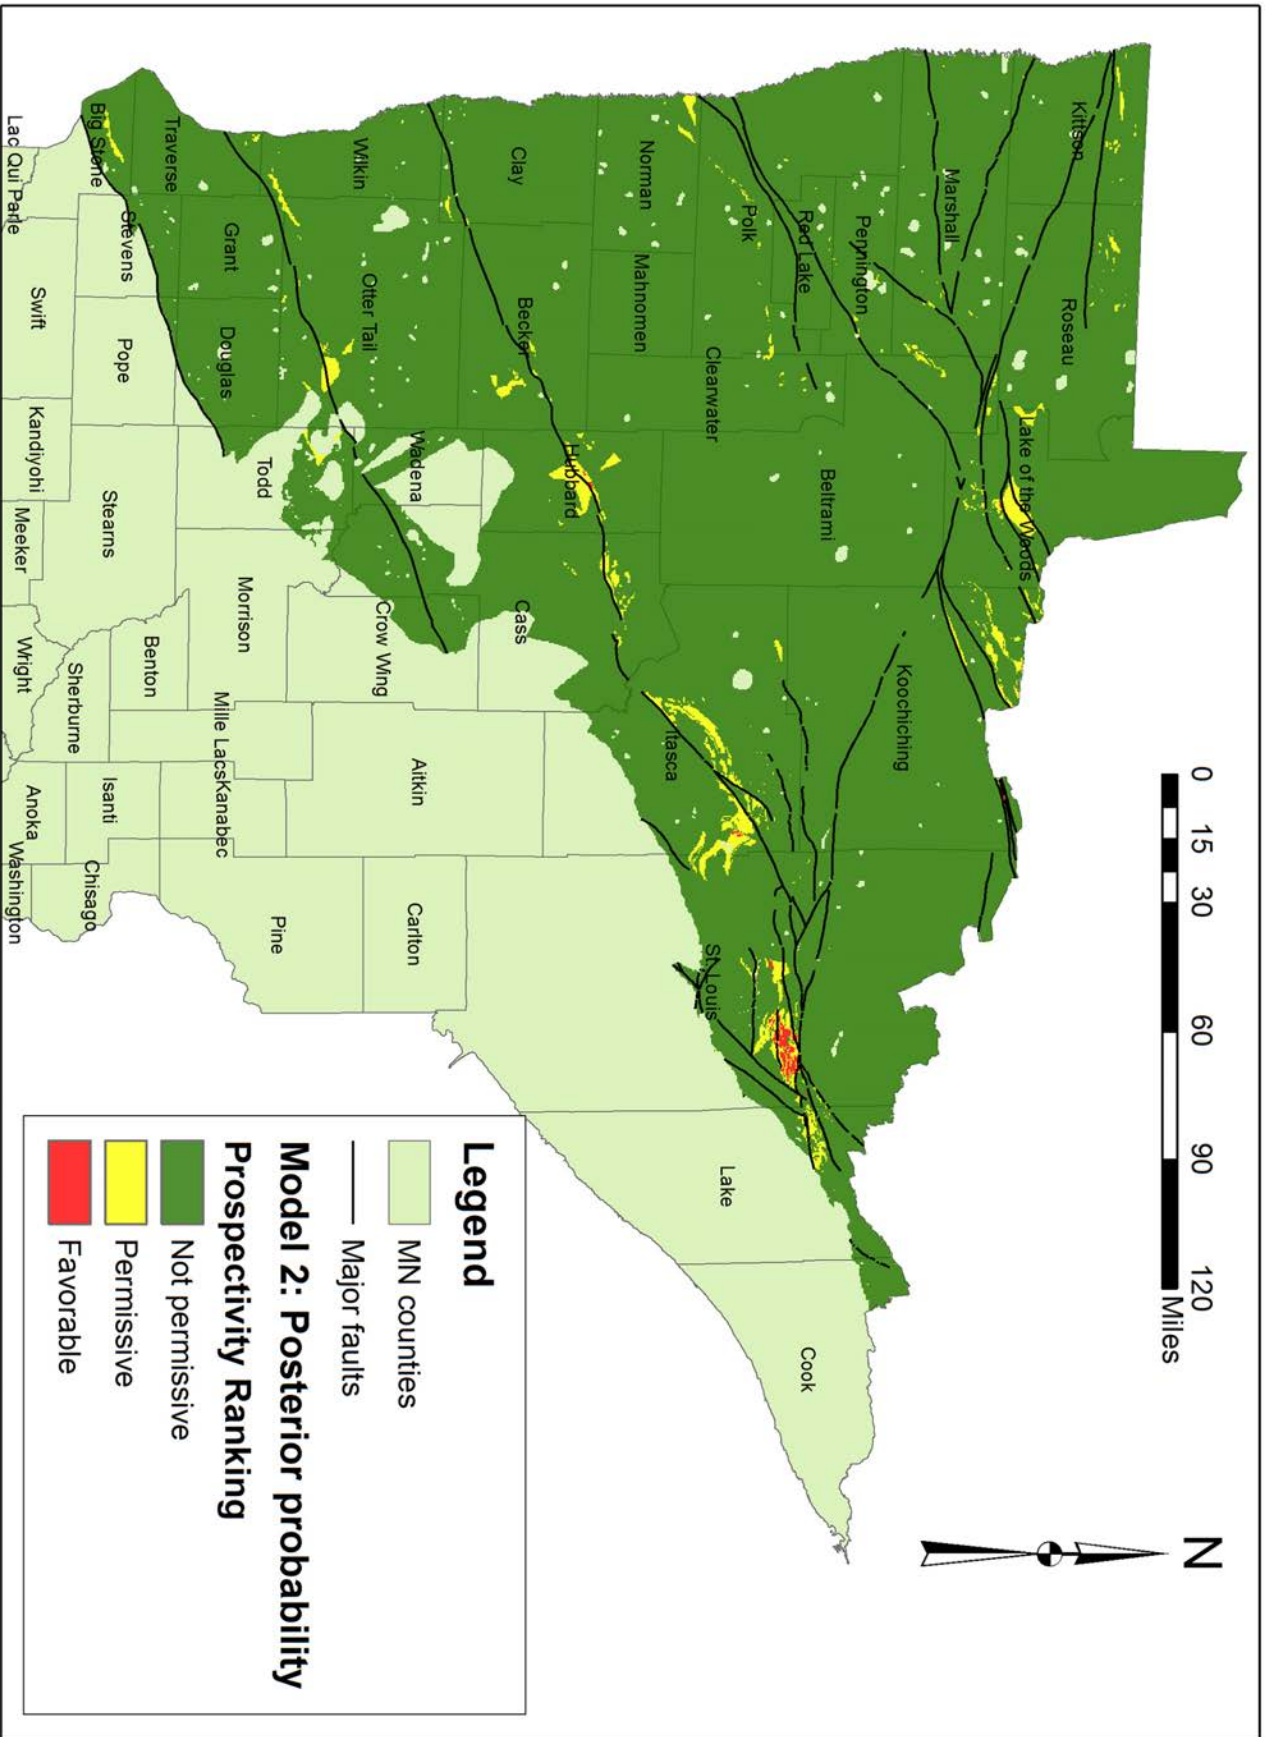 0 15 30 60 90 120
Miles
N
Kittson
Roseau
Lake of the Woods
Marshall
Pennington
Red Lake
Polk
Beltrami
Koochiching
Clearwater
Norman
Mahnomen
Itasca
St. Louis
Lake
Cook
Clay
Becker
Hubbard
Cass
Wilkin
Otter Tail
Wadena
Crow Wing
Aitkin
Carlton
Traverse
Grant
Douglas
Todd
Morrison
Mille Lacs
Kanabec
Pine
Big Stone
Stevens
Pope
Stearns
Benton
Sherburne
Isanti
Chisago
Lac Qui Parle
Swift
Kandiyohi
Meeker
Wright
Anoka
Washington
Legend
MN counties
Major faults
Model 2: Posterior probability
Prospectivity Ranking
Not permissive
Permissive
Favorable